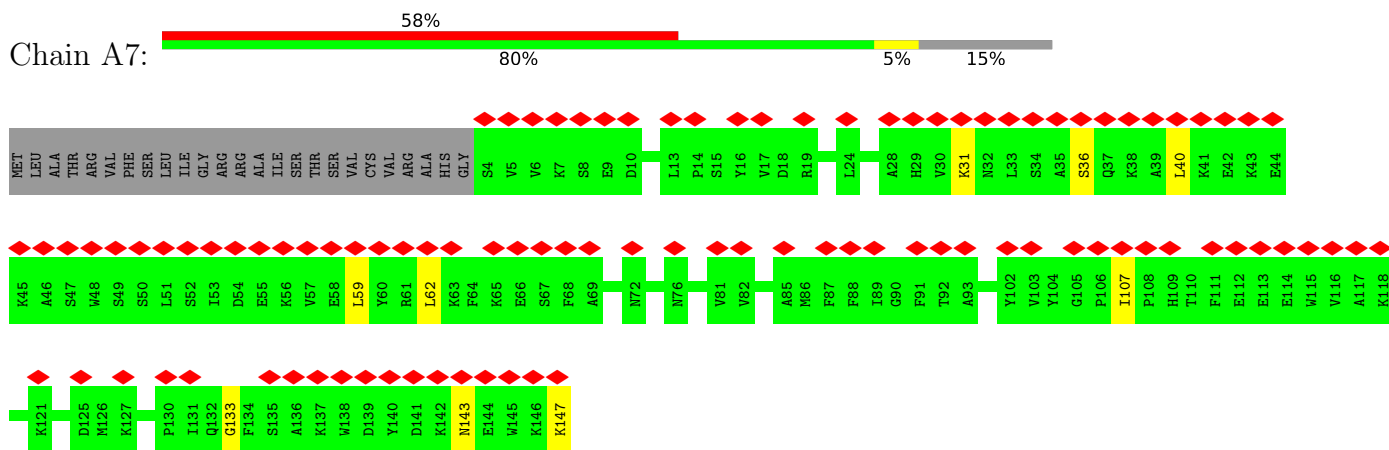 58%
Chain A7:
80% 5% 15%
MET LEU ALA THR ARG VAL PHE SER LEU ILE GLY ARG ARG ALA ILE SER THR SER VAL CYS VAL ARG ALA HIS GLY S4 V5 V6 K7 S8 E9 D10 L13 P14 S15 Y16 V17 D18 R19 L24 A28 H29 V30 K31 N32 L33 S34 A35 S36 Q37 K38 A39 L40 K41 E42 K43 E44
K45 A46 S47 W48 S49 S50 L51 S52 I53 D54 E55 K56 V57 E58 L59 Y60 R61 L62 K63 F64 K65 E66 S67 F68 A69 N72 N76 V81 V82 A85 M86 F87 F88 I89 G90 F91 T92 A93 Y102 V103 Y104 G105 P106 I107 P108 H109 T110 F111 E112 E113 E114 W115 V116 A117 K118
K121 D125 M126 K127 P130 I131 Q132 G133 F134 S135 A136 K137 W138 D139 Y140 D141 K142 N143 E144 W145 K146 K147